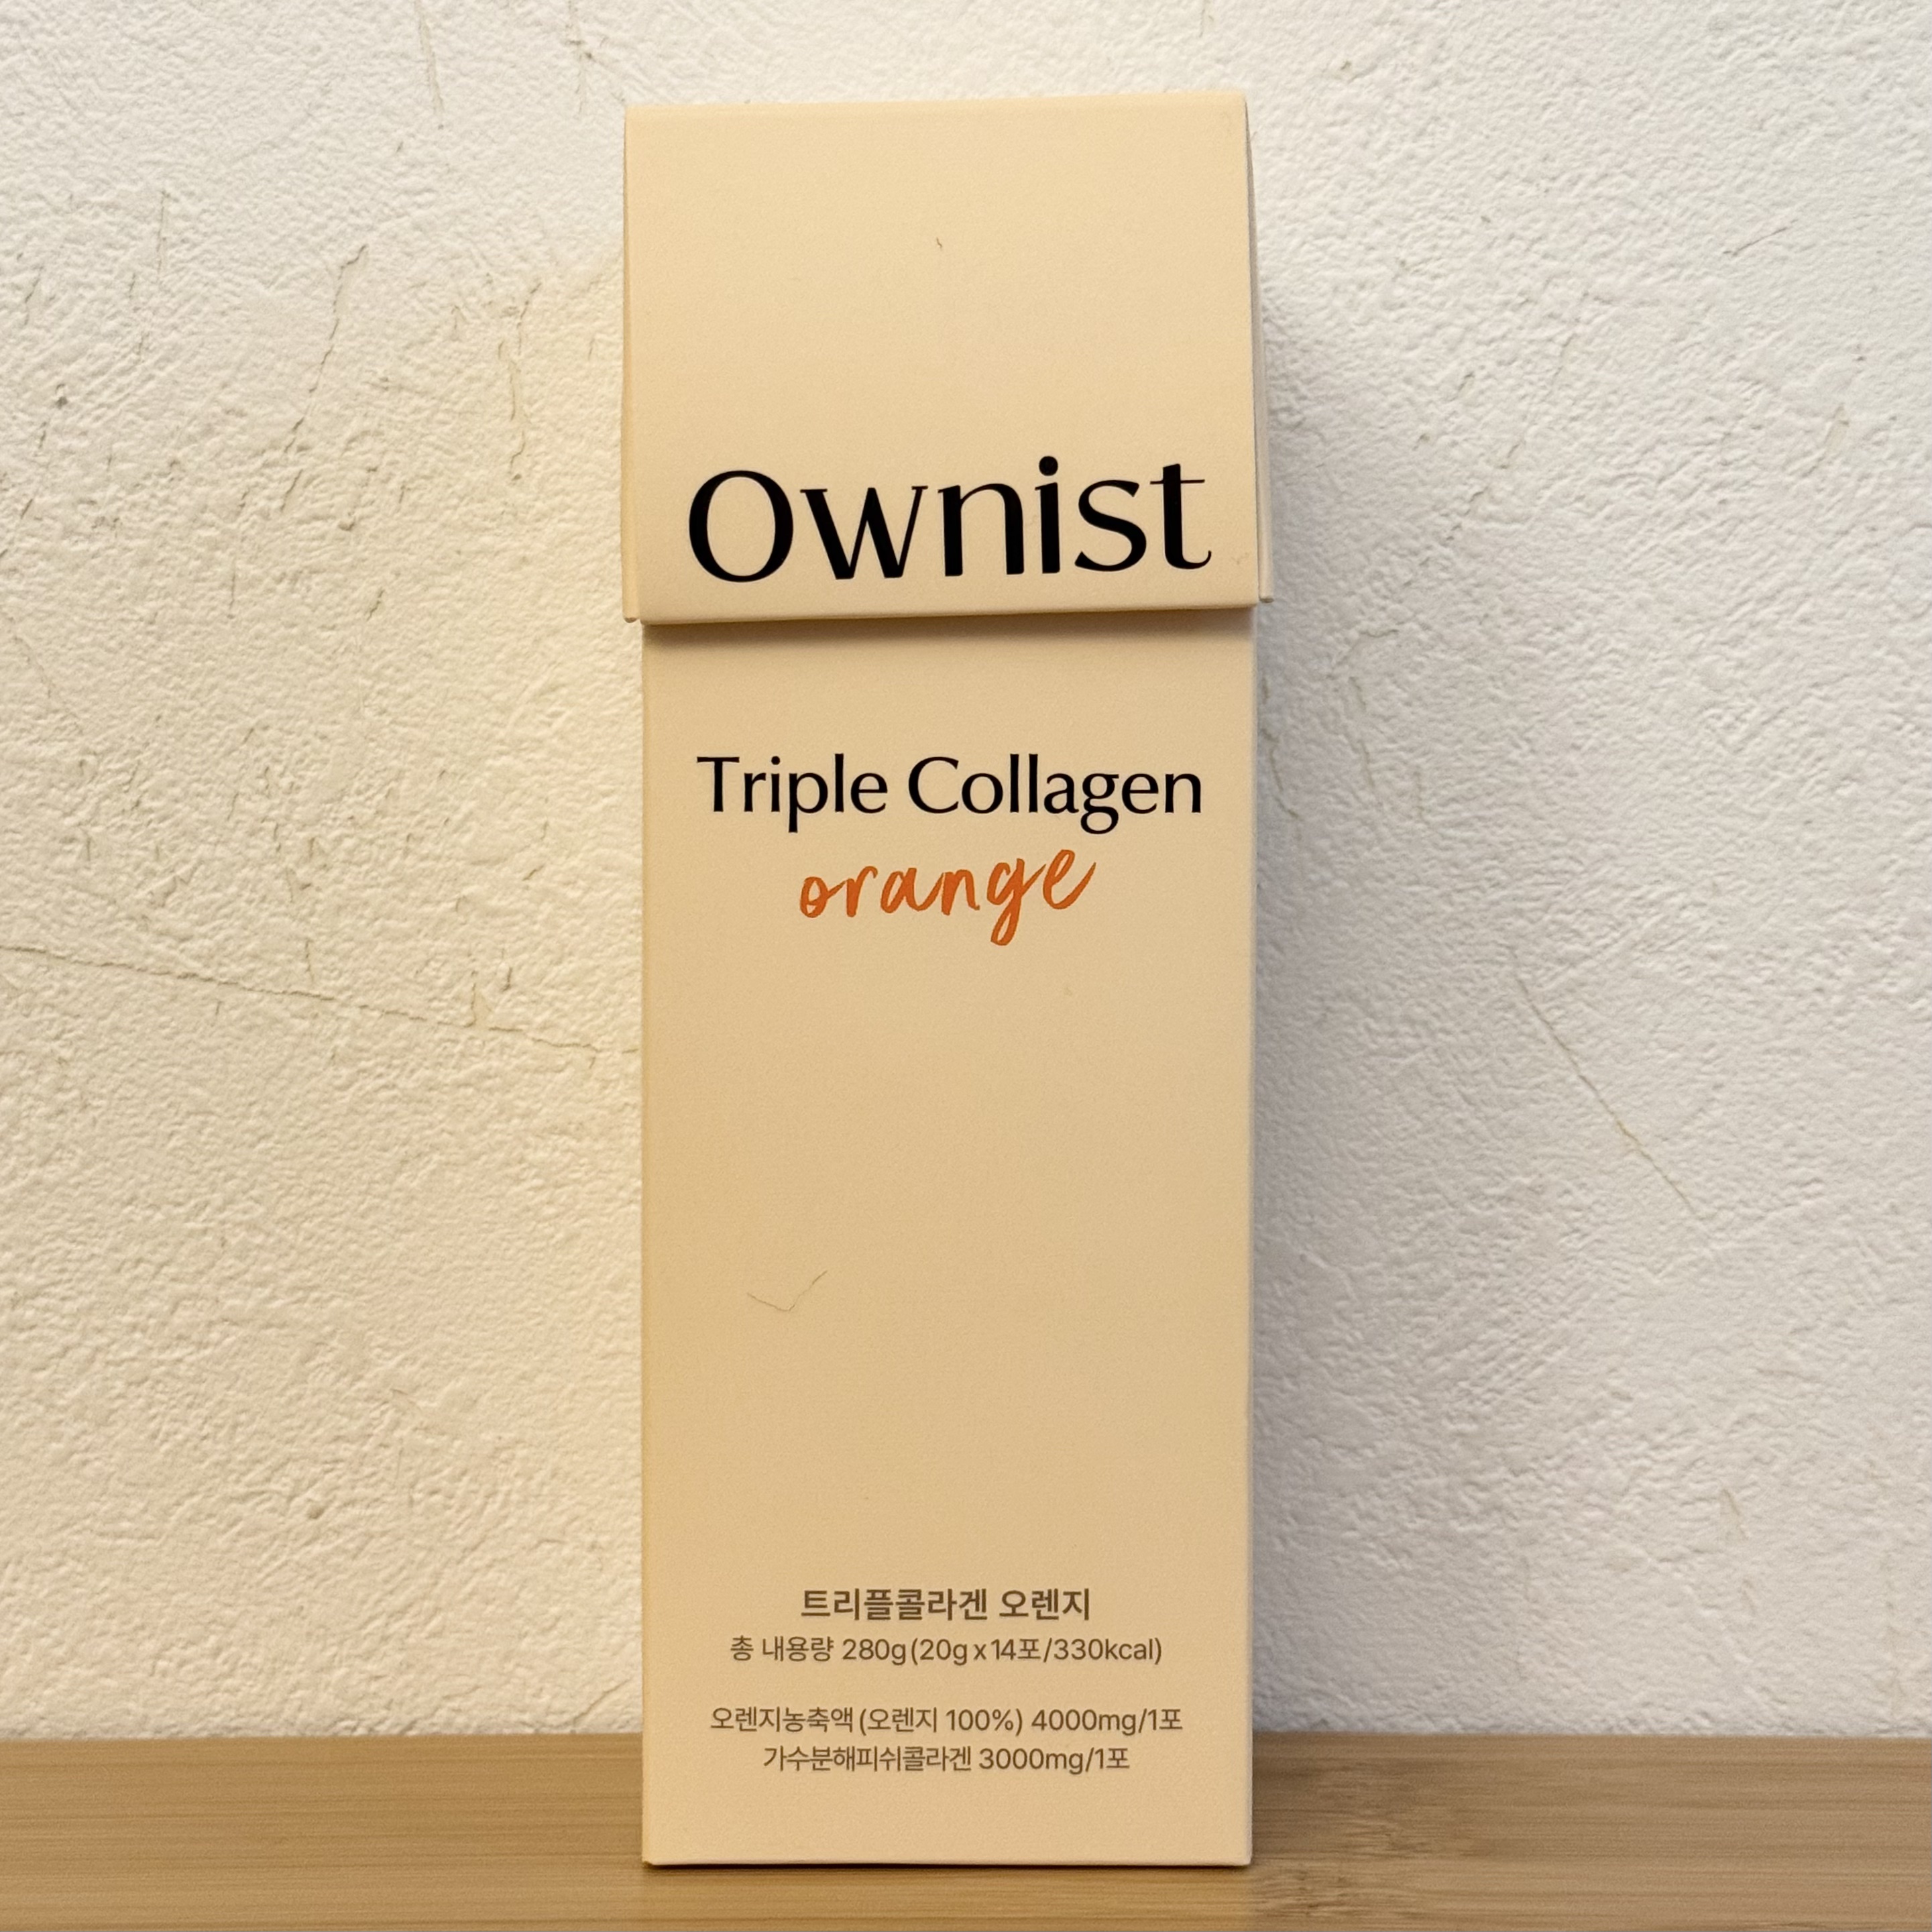 Ownist
Triple Collagen
orange
트리플콜라겐 오렌지
총 내용량 280g(20g x 14포/330kcal)
오렌지농축액(오렌지 100%) 4000mg/1포
가수분해피쉬콜라겐 3000mg/1포